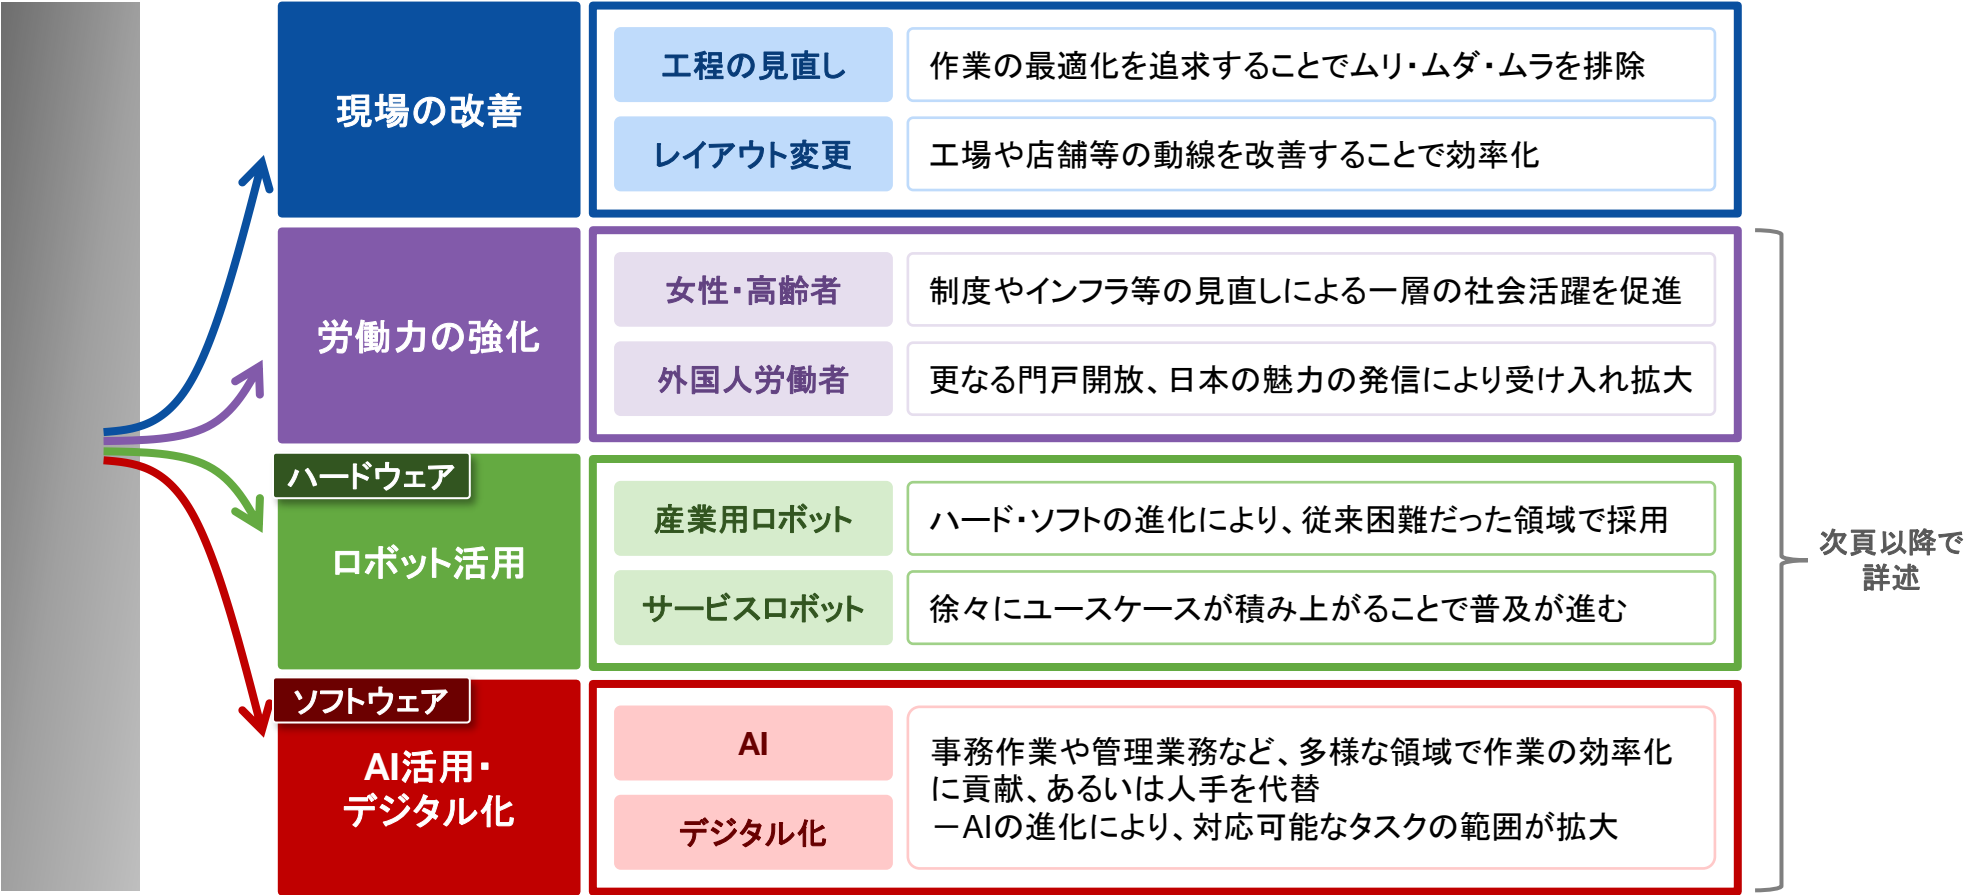 現場の改善
工程の見直し
作業の最適化を追求することでムリ・ムダ・ムラを排除
レイアウト変更
工場や店舗等の動線を改善することで効率化
労働力の強化
女性・高齢者
制度やインフラ等の見直しによる一層の社会活躍を促進
外国人労働者
更なる門戸開放、日本の魅力の発信により受け入れ拡大
ハードウェア
ロボット活用
産業用ロボット
ハード・ソフトの進化により、従来困難だった領域で採用
サービスロボット
徐々にユースケースが積み上がることで普及が進む
ソフトウェア
AI活用・
デジタル化
AI
デジタル化
事務作業や管理業務など、多様な領域で作業の効率化
に貢献、あるいは人手を代替
－AIの進化により、対応可能なタスクの範囲が拡大
次頁以降で
詳述